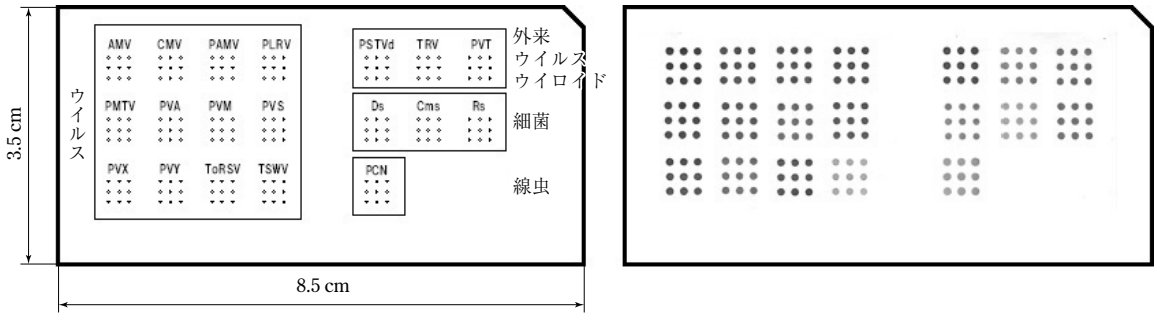 AMV CMV PAMV PLRV
PMTV PVA PVM PVS
PVX PVY ToRSV TSWV
ウイルス
PSTVd TRV PVT
外来
ウイルス
ウイロイド
Ds Cms Rs
細菌
PCN
線虫
3.5 cm
8.5 cm